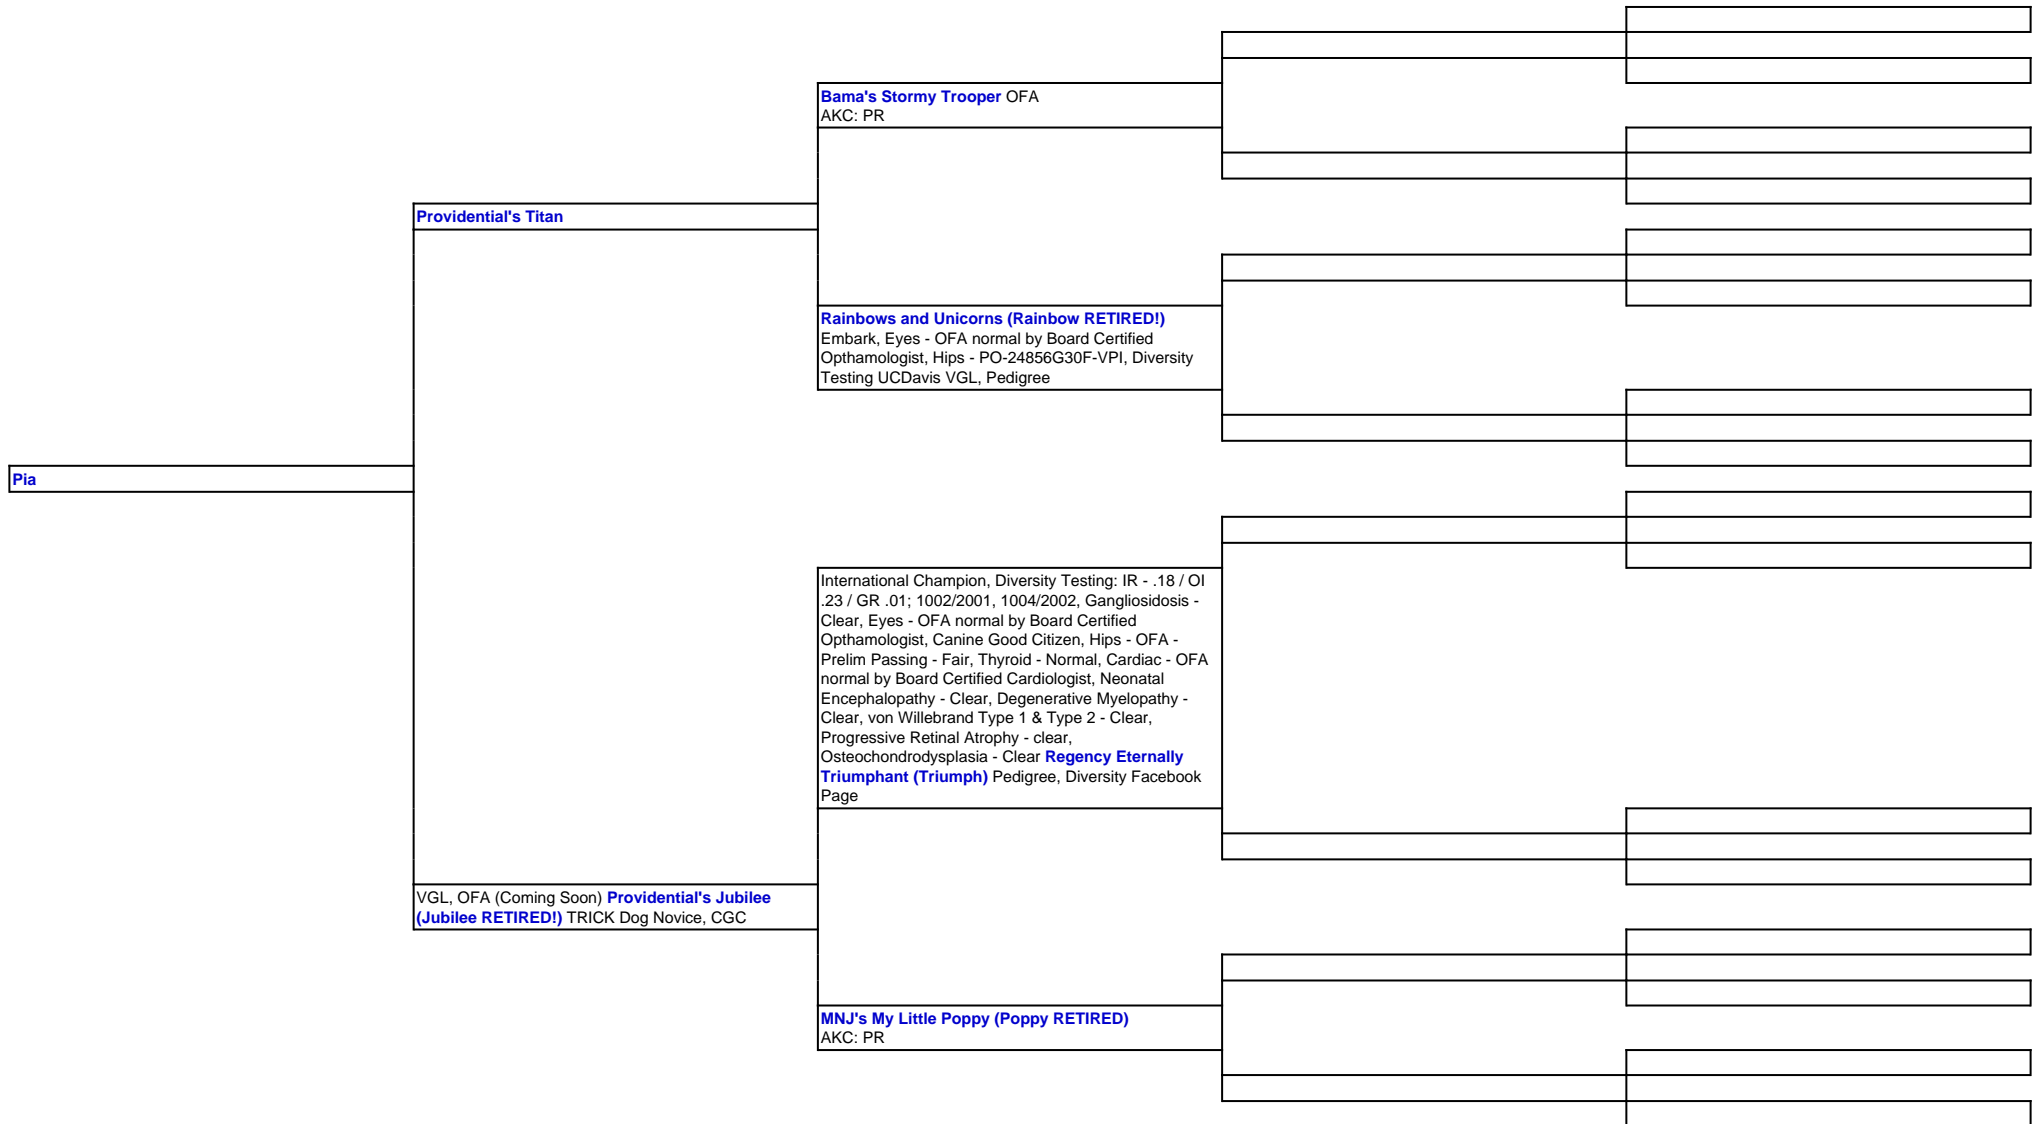 Bama's Stormy Trooper OFA
AKC: PR
Providential's Titan
Rainbows and Unicorns (Rainbow RETIRED!)
Embark, Eyes - OFA normal by Board Certified
Opthamologist, Hips - PO-24856G30F-VPI, Diversity
Testing UCDavis VGL, Pedigree
Pia
International Champion, Diversity Testing: IR - .18 / OI
.23 / GR .01; 1002/2001, 1004/2002, Gangliosidosis -
Clear, Eyes - OFA normal by Board Certified
Opthamologist, Canine Good Citizen, Hips - OFA -
Prelim Passing - Fair, Thyroid - Normal, Cardiac - OFA
normal by Board Certified Cardiologist, Neonatal
Encephalopathy - Clear, Degenerative Myelopathy -
Clear, von Willebrand Type 1 & Type 2 - Clear,
Progressive Retinal Atrophy - clear,
Osteochondrodysplasia - Clear Regency Eternally
Triumphant (Triumph) Pedigree, Diversity Facebook
Page
VGL, OFA (Coming Soon) Providential's Jubilee
(Jubilee RETIRED!) TRICK Dog Novice, CGC
MNJ's My Little Poppy (Poppy RETIRED)
AKC: PR